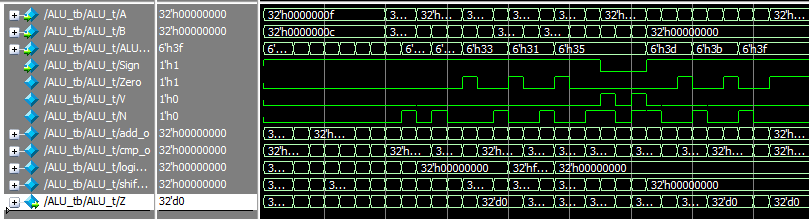 /ALU_tb/ALU_t/A 32'h00000000 32'h0000000f 3... 32'h... 3... 3... 32'h... 3... 32'h...
/ALU_tb/ALU_t/B 32'h00000000 32'h0000000c 3... 3... 3... 32'h00000000
/ALU_tb/ALU_t/ALU... 6'h3f 6'... 6'... 6'... 6'h33 6'h31 6'h35 6'h3d 6'h3b 6'h3f
/ALU_tb/ALU_t/Sign 1'h1
/ALU_tb/ALU_t/Zero 1'h1
/ALU_tb/ALU_t/V 1'h0
/ALU_tb/ALU_t/N 1'h0
/ALU_tb/ALU_t/add_o 32'h00000000 3... 32'h... 32'h...
/ALU_tb/ALU_t/cmp_o 32'h00000000 32'h... 32'h... 3... 32'h... 3... 3... 3... 3... 32'h... 32'h...
/ALU_tb/ALU_t/logi... 32'h00000000 3... 32'h00000000 32'hf... 32'h00000000
/ALU_tb/ALU_t/shif... 32'h00000000 3... 3... 3... 3... 3... 32'h00000000
/ALU_tb/ALU_t/Z 32'd0 3... 3... 3... 32'd0 3... 3... 3... 32'd0 3... 32'd0